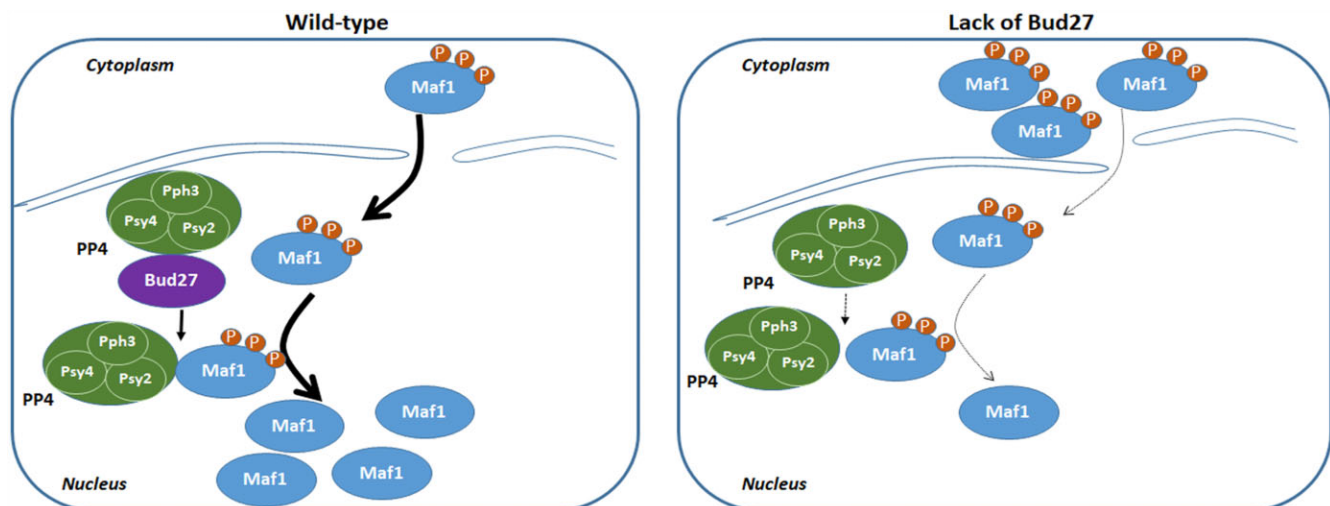 Wild-type
Cytoplasm
P P P
Maf1
Pph3
Psy4 Psy2
PP4
P P P
Maf1
Bud27
Pph3
Psy4 Psy2
PP4
P P P
Maf1
Maf1
Maf1
Maf1
Maf1
Nucleus
Lack of Bud27
Cytoplasm
P P P
Maf1
P P P
Maf1
P P P
Maf1
P P P
Maf1
Pph3
Psy4 Psy2
PP4
Pph3
Psy4 Psy2
PP4
P P P
Maf1
Maf1
Nucleus